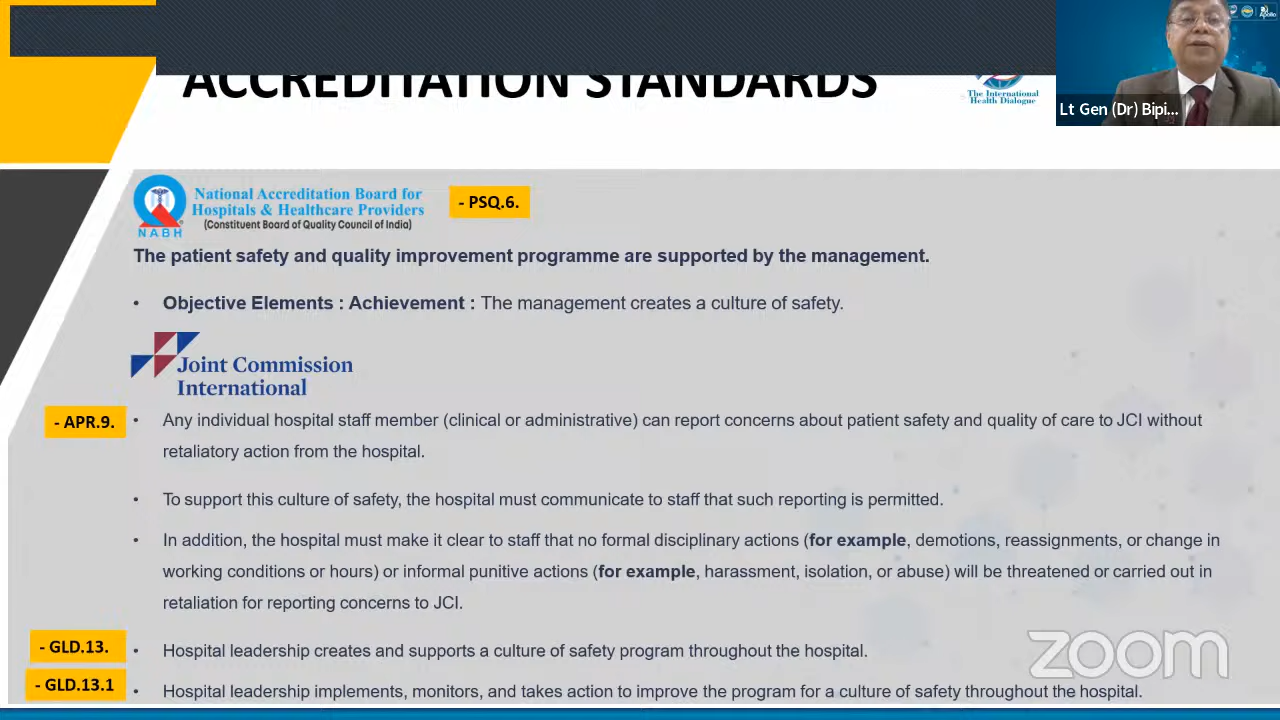 ACCREDITATION STANDARDS
The International
Health Dialogue
Apollo
Lt Gen (Dr) Bipi...
National Accreditation Board for
Hospitals & Healthcare Providers
(Constituent Board of Quality Council of India)
NABH
- PSQ.6.
The patient safety and quality improvement programme are supported by the management.
• Objective Elements : Achievement : The management creates a culture of safety.
Joint Commission
International
- APR.9.
• Any individual hospital staff member (clinical or administrative) can report concerns about patient safety and quality of care to JCI without
retaliatory action from the hospital.
• To support this culture of safety, the hospital must communicate to staff that such reporting is permitted.
• In addition, the hospital must make it clear to staff that no formal disciplinary actions (for example, demotions, reassignments, or change in
working conditions or hours) or informal punitive actions (for example, harassment, isolation, or abuse) will be threatened or carried out in
retaliation for reporting concerns to JCI.
- GLD.13.
• Hospital leadership creates and supports a culture of safety program throughout the hospital.
- GLD.13.1
• Hospital leadership implements, monitors, and takes action to improve the program for a culture of safety throughout the hospital.
zoom